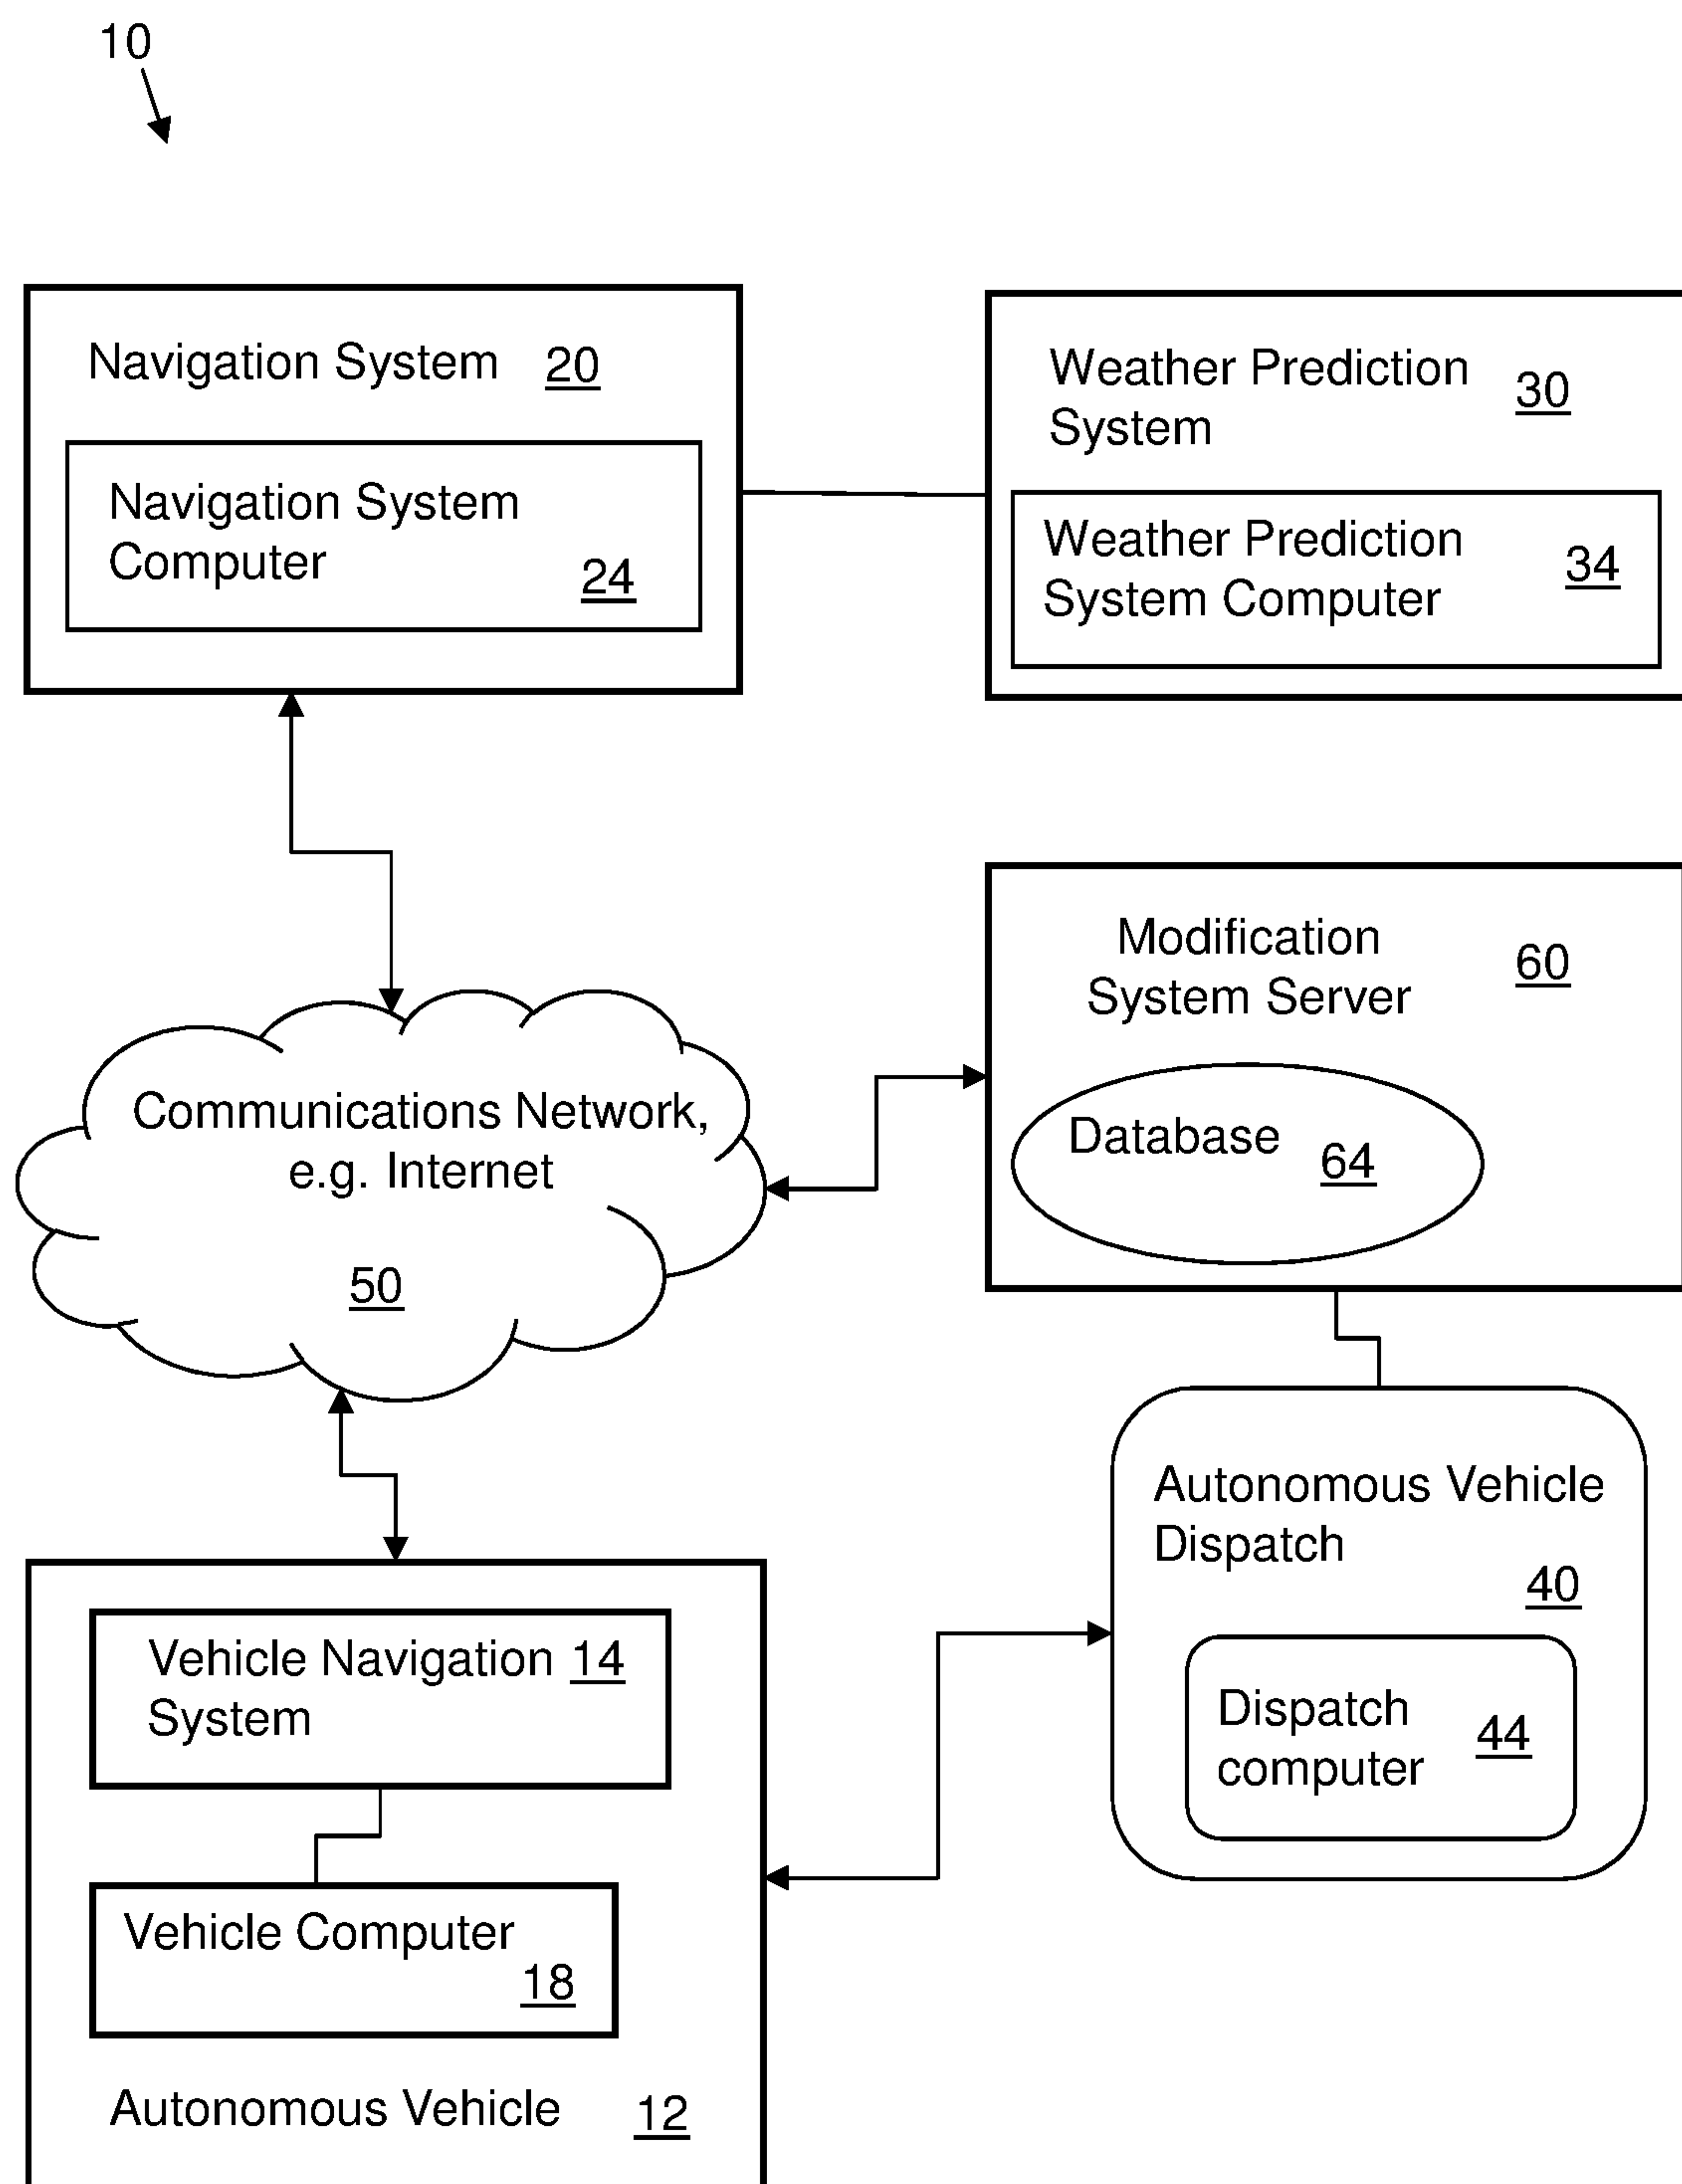 10
Navigation System 20
Navigation System
Computer 24
Weather Prediction
System 30
Weather Prediction
System Computer 34
Communications Network,
e.g. Internet
50
Modification
System Server 60
Database 64
Autonomous Vehicle
Dispatch
40
Dispatch
computer 44
Vehicle Navigation 14
System
Vehicle Computer
18
Autonomous Vehicle 12